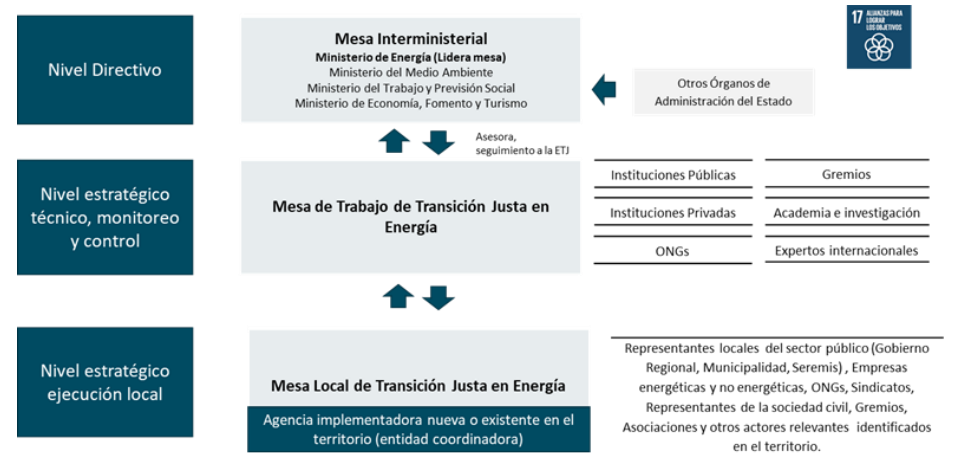 17 ALIANZAS PARA
LOGRAR
LOS OBJETIVOS
Nivel Directivo
Mesa Interministerial
Ministerio de Energía (Lidera mesa)
Ministerio del Medio Ambiente
Ministerio del Trabajo y Previsión Social
Ministerio de Economía, Fomento y Turismo
Otros Órganos de
Administración del Estado
Asesora,
seguimiento a la ETJ
Nivel estratégico
técnico, monitoreo
y control
Mesa de Trabajo de Transición Justa en
Energía
Instituciones Públicas
Gremios
Instituciones Privadas
Academia e investigación
ONGs
Expertos internacionales
Nivel estratégico
ejecución local
Mesa Local de Transición Justa en Energía
Agencia implementadora nueva o existente en el
territorio (entidad coordinadora)
Representantes locales del sector público (Gobierno
Regional, Municipalidad, Seremis) , Empresas
energéticas y no energéticas, ONGs, Sindicatos,
Representantes de la sociedad civil, Gremios,
Asociaciones y otros actores relevantes identificados
en el territorio.